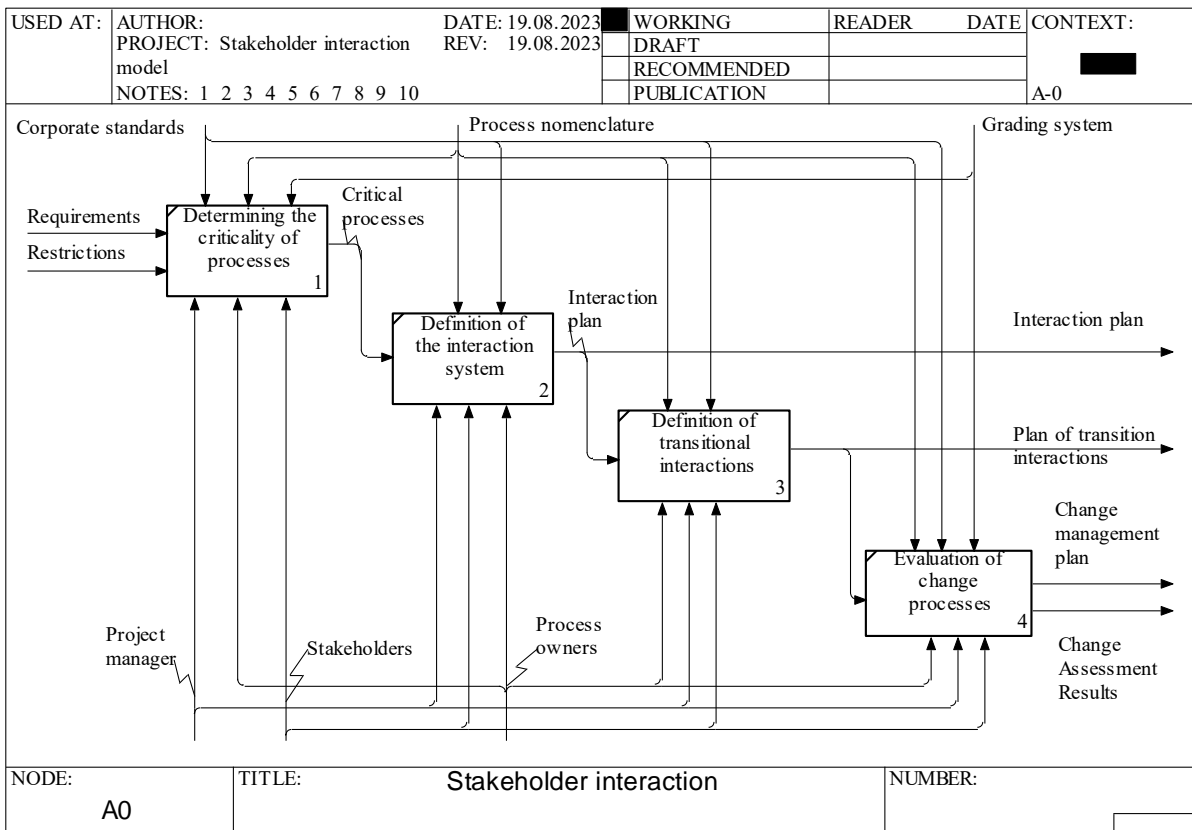 USED AT:
AUTHOR:
DATE: 19.08.2023
PROJECT: Stakeholder interaction
model
REV: 19.08.2023
NOTES: 1 2 3 4 5 6 7 8 9 10
WORKING
DRAFT
RECOMMENDED
PUBLICATION
READER
DATE
CONTEXT:
A-0
Corporate standards
Process nomenclature
Grading system
Requirements
Restrictions
Determining the
criticality of
processes
1
Critical
processes
Definition of
the interaction
system
2
Interaction
plan
Interaction plan
Definition of
transitional
interactions
3
Plan of transition
interactions
Evaluation of
change
processes
4
Change
management
plan
Change
Assessment
Results
Project
manager
Stakeholders
Process
owners
NODE:
A0
TITLE:
Stakeholder interaction
NUMBER: